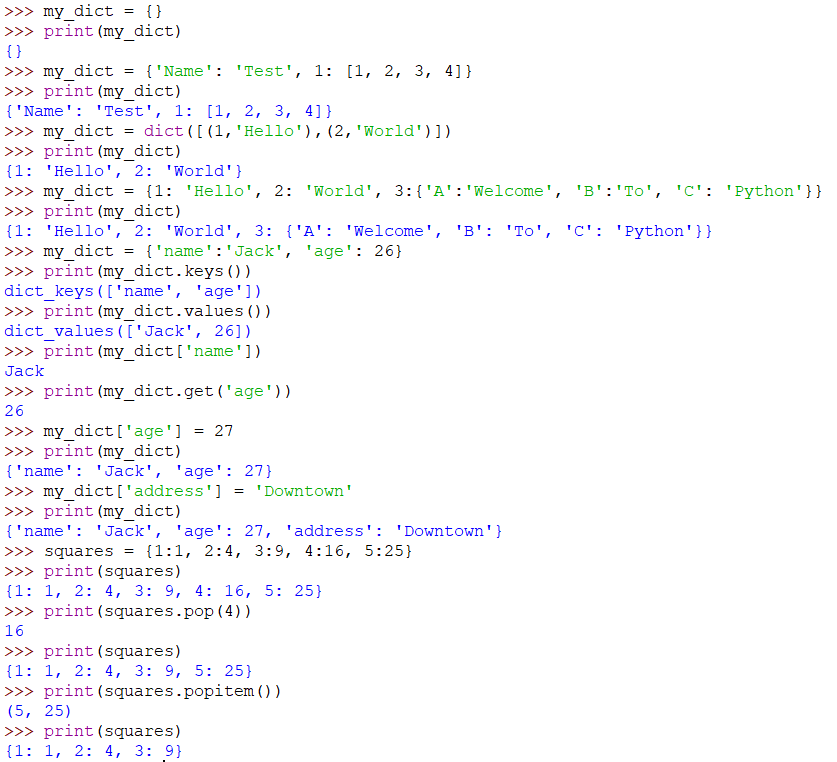 >>> my_dict = {}
>>> print(my_dict)
{}
>>> my_dict = {'Name': 'Test', 1: [1, 2, 3, 4]}
>>> print(my_dict)
{'Name': 'Test', 1: [1, 2, 3, 4]}
>>> my_dict = dict([(1,'Hello'),(2,'World')])
>>> print(my_dict)
{1: 'Hello', 2: 'World'}
>>> my_dict = {1: 'Hello', 2: 'World', 3:{'A':'Welcome', 'B':'To', 'C': 'Python'}}
>>> print(my_dict)
{1: 'Hello', 2: 'World', 3: {'A': 'Welcome', 'B': 'To', 'C': 'Python'}}
>>> my_dict = {'name':'Jack', 'age': 26}
>>> print(my_dict.keys())
dict_keys(['name', 'age'])
>>> print(my_dict.values())
dict_values(['Jack', 26])
>>> print(my_dict['name'])
Jack
>>> print(my_dict.get('age'))
26
>>> my_dict['age'] = 27
>>> print(my_dict)
{'name': 'Jack', 'age': 27}
>>> my_dict['address'] = 'Downtown'
>>> print(my_dict)
{'name': 'Jack', 'age': 27, 'address': 'Downtown'}
>>> squares = {1:1, 2:4, 3:9, 4:16, 5:25}
>>> print(squares)
{1: 1, 2: 4, 3: 9, 4: 16, 5: 25}
>>> print(squares.pop(4))
16
>>> print(squares)
{1: 1, 2: 4, 3: 9, 5: 25}
>>> print(squares.popitem())
(5, 25)
>>> print(squares)
{1: 1, 2: 4, 3: 9}